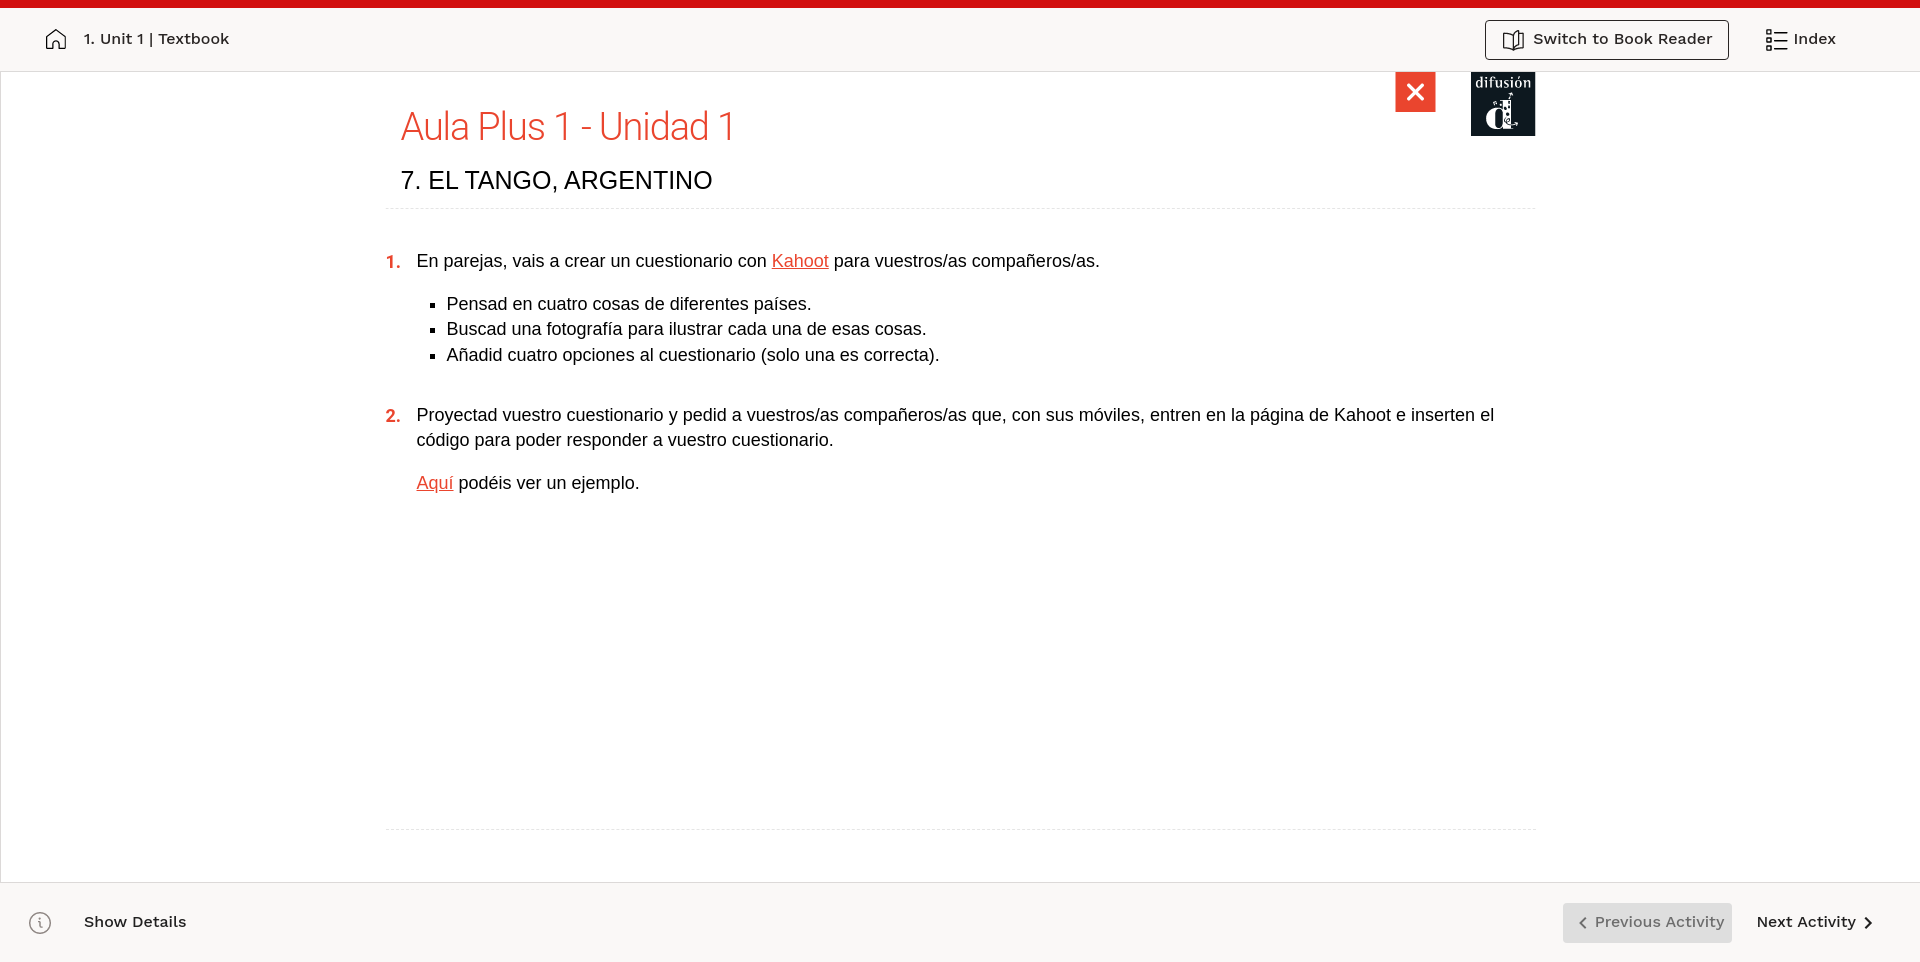 1. Unit 1 | Textbook
Switch to Book Reader
Index
difusión
Aula Plus 1 - Unidad 1
7. EL TANGO, ARGENTINO
1. En parejas, vais a crear un cuestionario con Kahoot para vuestros/as compañeros/as.
▪ Pensad en cuatro cosas de diferentes países.
▪ Buscad una fotografía para ilustrar cada una de esas cosas.
▪ Añadid cuatro opciones al cuestionario (solo una es correcta).
2. Proyectad vuestro cuestionario y pedid a vuestros/as compañeros/as que, con sus móviles, entren en la página de Kahoot e inserten el
código para poder responder a vuestro cuestionario.
Aquí podéis ver un ejemplo.
Show Details
Previous Activity
Next Activity